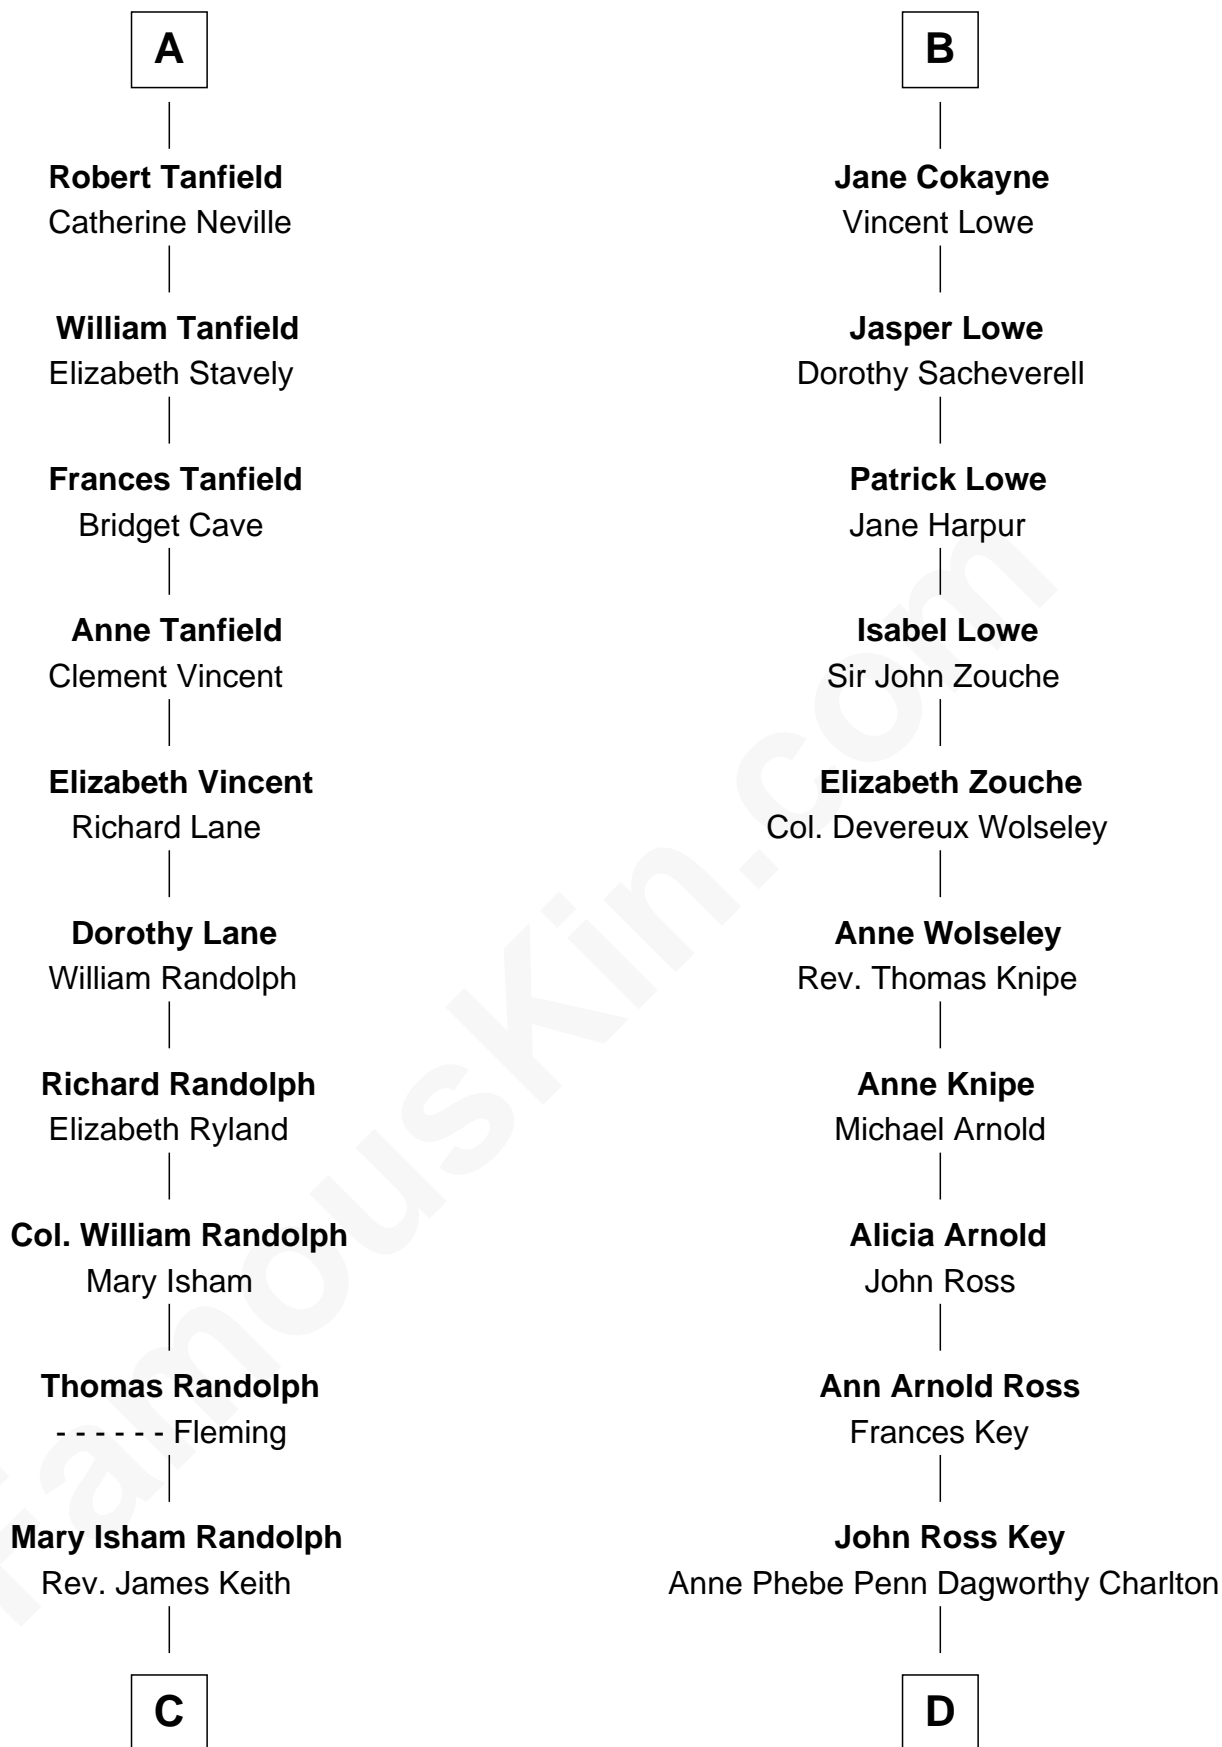 A
Robert Tanfield
Catherine Neville
William Tanfield
Elizabeth Stavely
Frances Tanfield
Bridget Cave
Anne Tanfield
Clement Vincent
Elizabeth Vincent
Richard Lane
Dorothy Lane
William Randolph
Richard Randolph
Elizabeth Ryland
Col. William Randolph
Mary Isham
Thomas Randolph
- - - - - - Fleming
Mary Isham Randolph
Rev. James Keith
C
B
Jane Cokayne
Vincent Lowe
Jasper Lowe
Dorothy Sacheverell
Patrick Lowe
Jane Harpur
Isabel Lowe
Sir John Zouche
Elizabeth Zouche
Col. Devereux Wolseley
Anne Wolseley
Rev. Thomas Knipe
Anne Knipe
Michael Arnold
Alicia Arnold
John Ross
Ann Arnold Ross
Frances Key
John Ross Key
Anne Phebe Penn Dagworthy Charlton
D
FamousKin.com